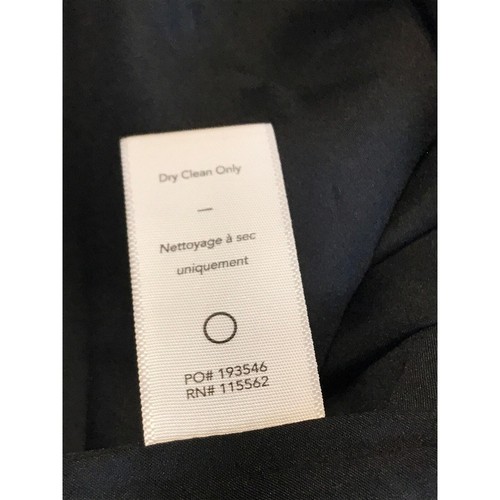 Dry Clean Only
—
Nettoyage à sec
uniquement
PO# 193546
RN# 115562